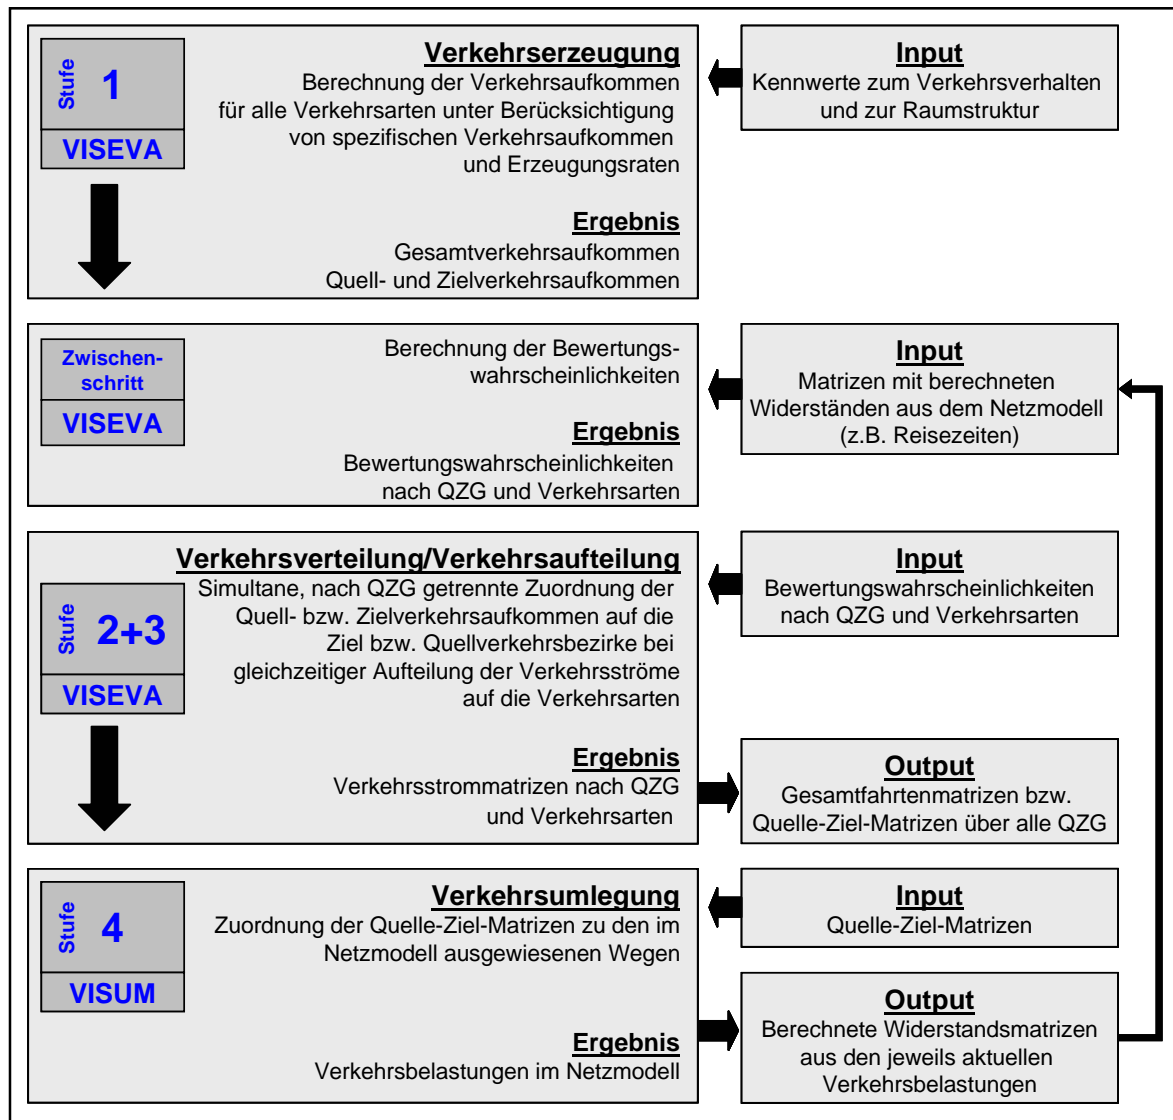 Stufe 1
VISEVA
Verkehrserzeugung
Berechnung der Verkehrsaufkommen
für alle Verkehrsarten unter Berücksichtigung
von spezifischen Verkehrsaufkommen
und Erzeugungsraten
Ergebnis
Gesamtverkehrsaufkommen
Quell- und Zielverkehrsaufkommen
Input
Kennwerte zum Verkehrsverhalten
und zur Raumstruktur
Zwischen-
schritt
VISEVA
Berechnung der Bewertungs-
wahrscheinlichkeiten
Ergebnis
Bewertungswahrscheinlichkeiten
nach QZG und Verkehrsarten
Input
Matrizen mit berechneten
Widerständen aus dem Netzmodell
(z.B. Reisezeiten)
Stufe 2+3
VISEVA
Verkehrsverteilung/Verkehrsaufteilung
Simultane, nach QZG getrennte Zuordnung der
Quell- bzw. Zielverkehrsaufkommen auf die
Ziel bzw. Quellverkehrsbezirke bei
gleichzeitiger Aufteilung der Verkehrsströme
auf die Verkehrsarten
Ergebnis
Verkehrsstrommatrizen nach QZG
und Verkehrsarten
Input
Bewertungswahrscheinlichkeiten
nach QZG und Verkehrsarten
Output
Gesamtfahrtenmatrizen bzw.
Quelle-Ziel-Matrizen über alle QZG
Stufe 4
VISUM
Verkehrsumlegung
Zuordnung der Quelle-Ziel-Matrizen zu den im
Netzmodell ausgewiesenen Wegen
Ergebnis
Verkehrsbelastungen im Netzmodell
Input
Quelle-Ziel-Matrizen
Output
Berechnete Widerstandsmatrizen
aus den jeweils aktuellen
Verkehrsbelastungen